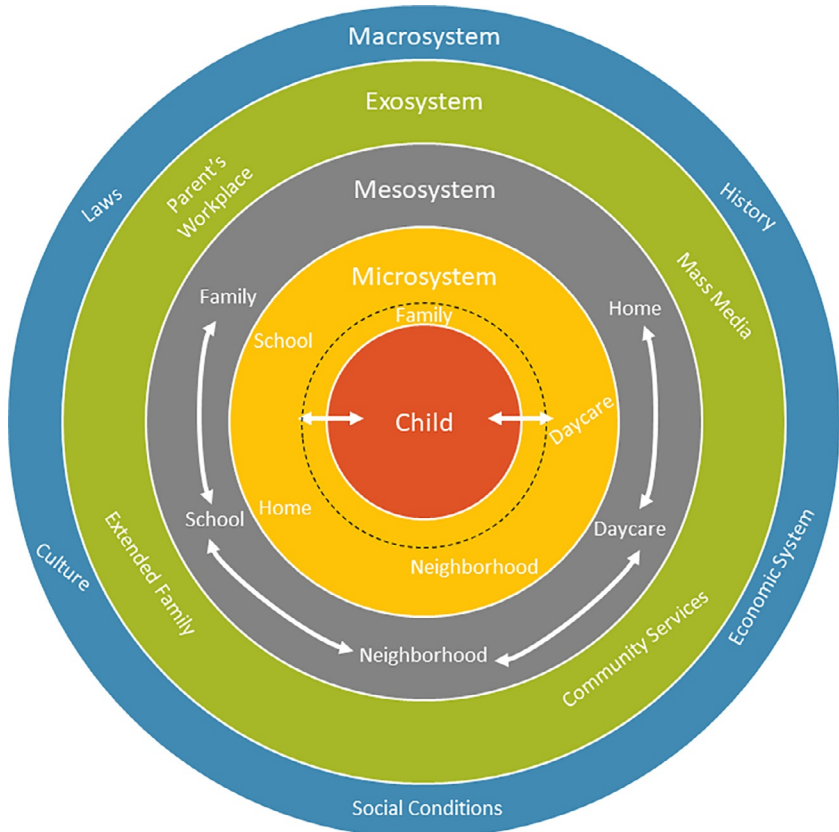 Macrosystem
Exosystem
Mesosystem
Microsystem
Family
Child
School
Daycare
Home
Neighborhood
Family
Home
School
Daycare
Neighborhood
Parent's
Workplace
Mass Media
Extended Family
Community Services
Laws
History
Culture
Economic System
Social Conditions